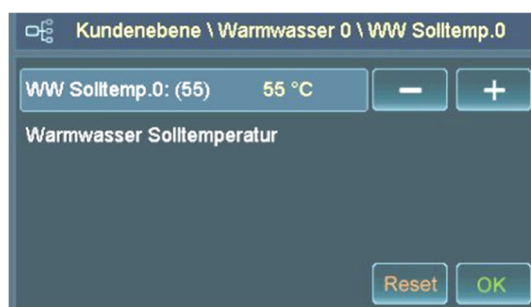 Kundenebene \ Warmwasser 0 \ WW Solltemp.0
WW Solltemp.0: (55) 55 °C − +
Warmwasser Solltemperatur
Reset OK